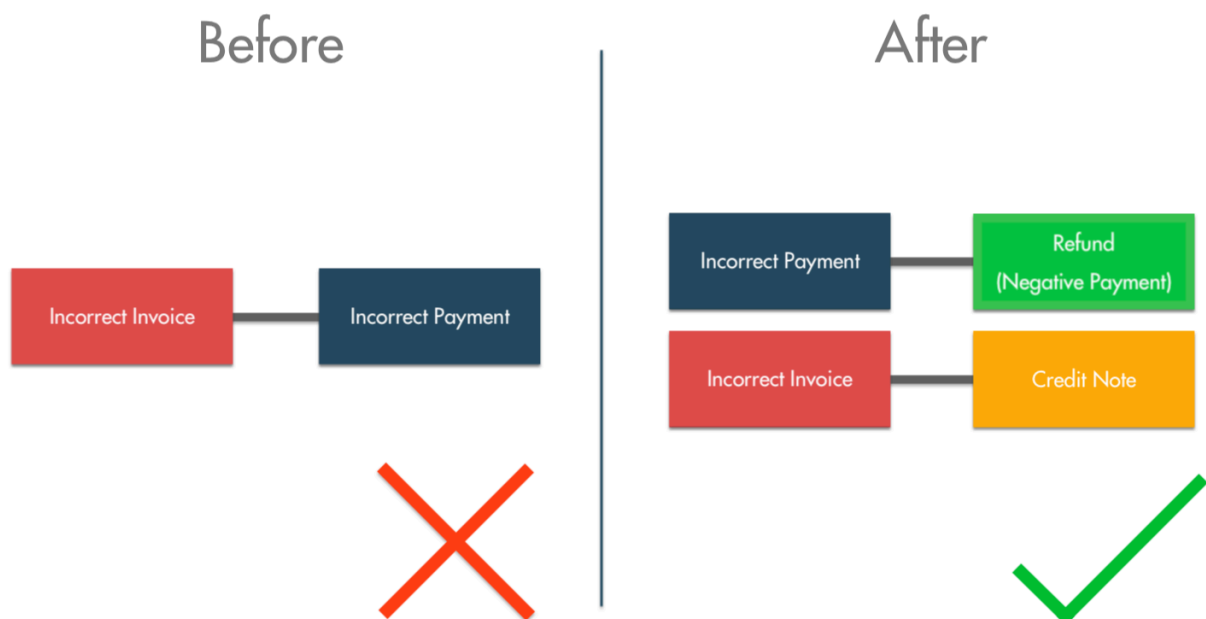 Before
After
Incorrect Invoice
Incorrect Payment
Incorrect Payment
Refund
(Negative Payment)
Incorrect Invoice
Credit Note